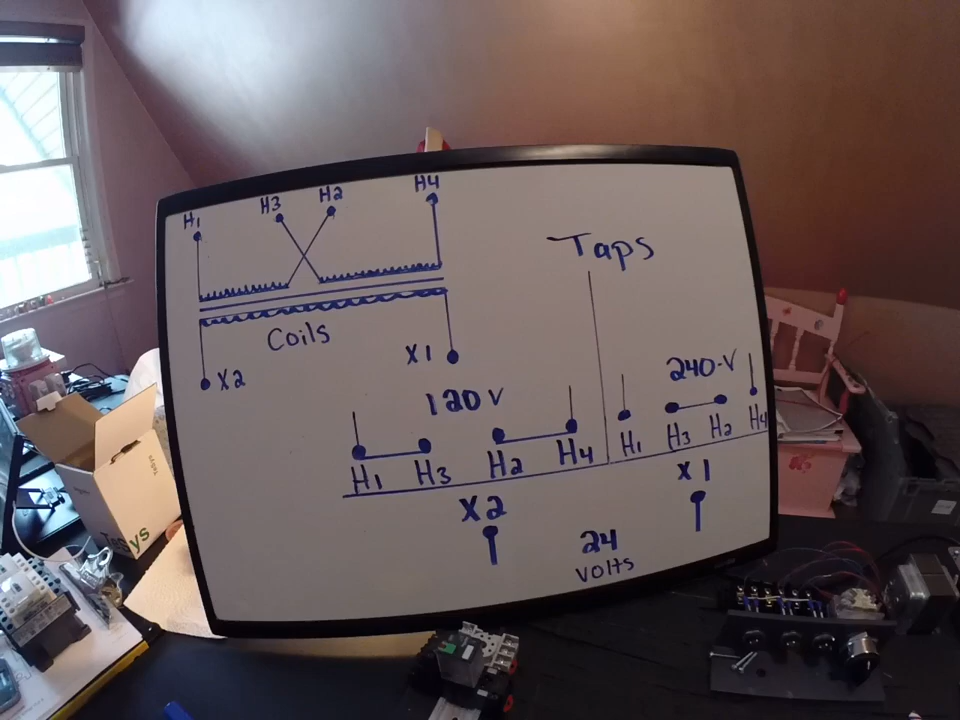 H1 H3 H2 H4
Taps
Coils
X2 X1
120V 240-V
H1 H3 H2 H4 H1 H3 H2 H4
X2 X1
24
VOLTS